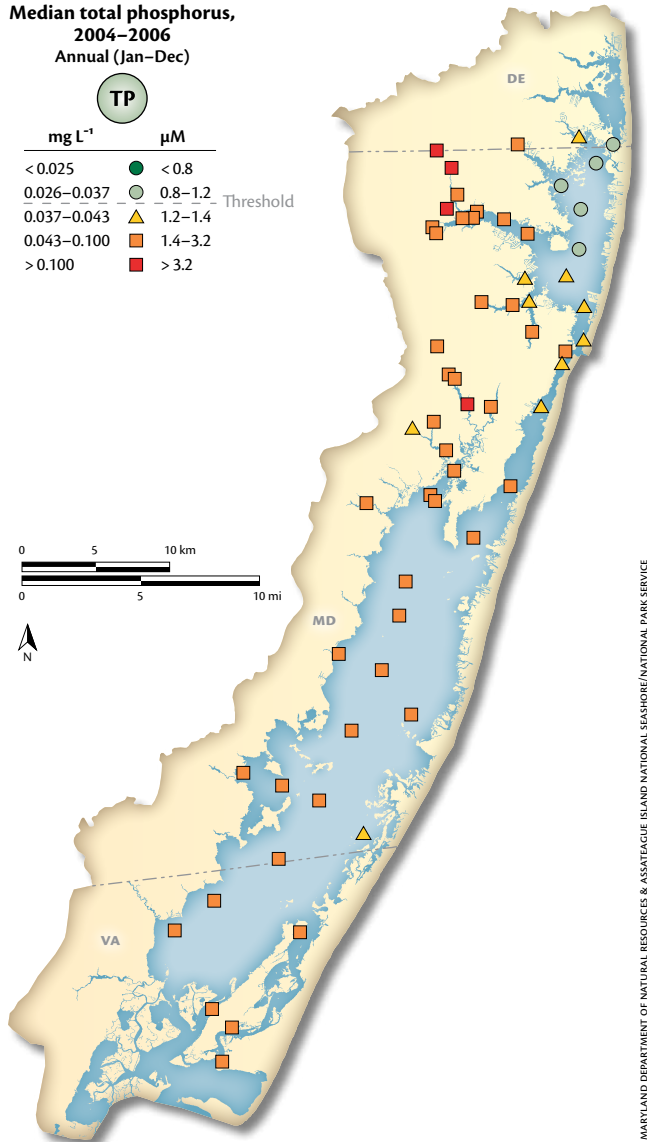 Median total phosphorus,
2004–2006
Annual (Jan–Dec)
TP
mg L⁻¹ µM
< 0.025 < 0.8
0.026–0.037 0.8–1.2
Threshold
0.037–0.043 1.2–1.4
0.043–0.100 1.4–3.2
> 0.100 > 3.2
DE
0 5 10 km
0 5 10 mi
N
MD
VA
MARYLAND DEPARTMENT OF NATURAL RESOURCES & ASSATEAGUE ISLAND NATIONAL SEASHORE/NATIONAL PARK SERVICE